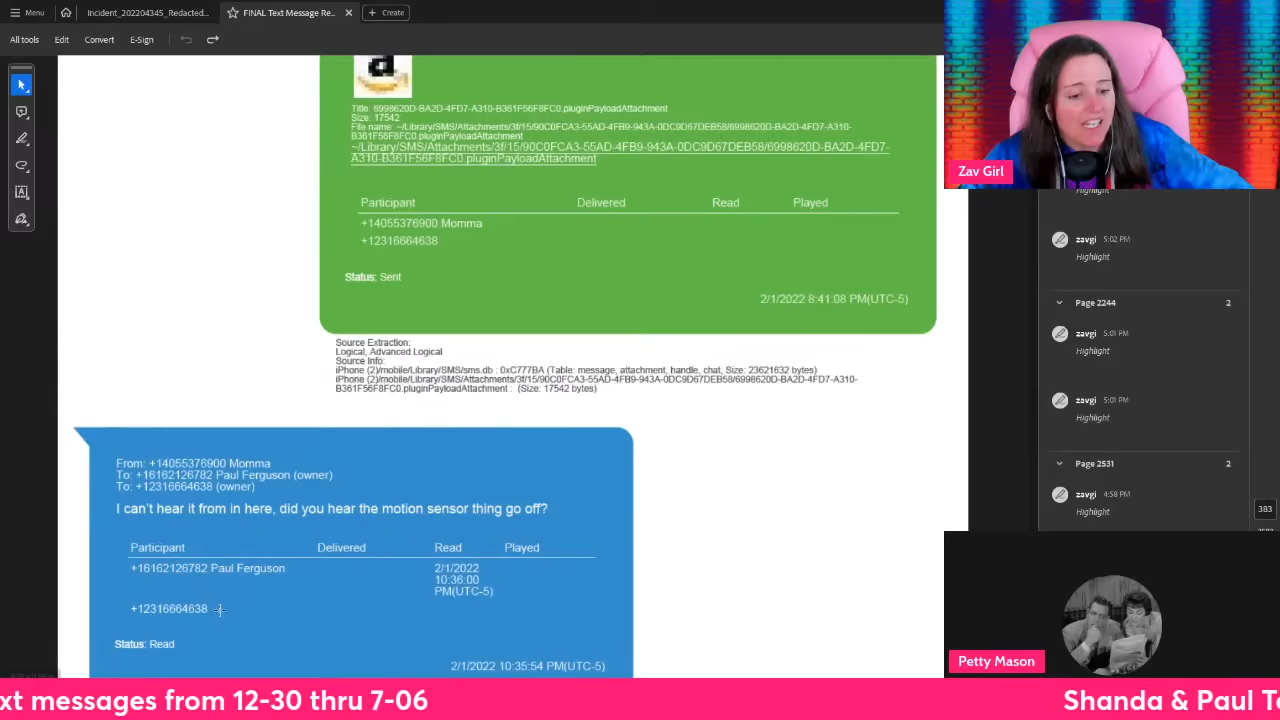 Menu
Incident_202204345_Redacted...
FINAL Text Message Re...
Create
All tools
Edit
Convert
E-Sign
a
Title: 6998620D-BA2D-4FD7-A310-B361F56F8FC0.pluginPayloadAttachment
Size: 17542
File name: ~/Library/SMS/Attachments/3f/15/90C0FCA3-55AD-4FB9-943A-0DC9D67DEB58/6998620D-BA2D-4FD7-A310-
B361F56F8FC0.pluginPayloadAttachment
~/Library/SMS/Attachments/3f/15/90C0FCA3-55AD-4FB9-943A-0DC9D67DEB58/6998620D-BA2D-4FD7-
A310-B361F56F8FC0.pluginPayloadAttachment
Participant Delivered Read Played
+14055376900 Momma
+12316664638
Status: Sent
2/1/2022 8:41:08 PM(UTC-5)
Source Extraction:
Logical, Advanced Logical
Source Info:
iPhone (2)/mobile/Library/SMS/sms.db : 0xC777BA (Table: message, attachment, handle, chat, Size: 23621632 bytes)
iPhone (2)/mobile/Library/SMS/Attachments/3f/15/90C0FCA3-55AD-4FB9-943A-0DC9D67DEB58/6998620D-BA2D-4FD7-A310-
B361F56F8FC0.pluginPayloadAttachment : (Size: 17542 bytes)
From: +14055376900 Momma
To: +16162126782 Paul Ferguson (owner)
To: +12316664638 (owner)
I can't hear it from in here, did you hear the motion sensor thing go off?
Participant Delivered Read Played
+16162126782 Paul Ferguson 2/1/2022
10:36:00
PM(UTC-5)
+12316664638
Status: Read
2/1/2022 10:35:54 PM(UTC-5)
Zav Girl
Highlight
zavgi 5:02 PM
Highlight
Page 2244 2
zavgi 5:01 PM
Highlight
zavgi 5:01 PM
Highlight
Page 2531 2
zavgi 4:58 PM
Highlight
383
Petty Mason
xt messages from 12-30 thru 7-06
Shanda & Paul Te